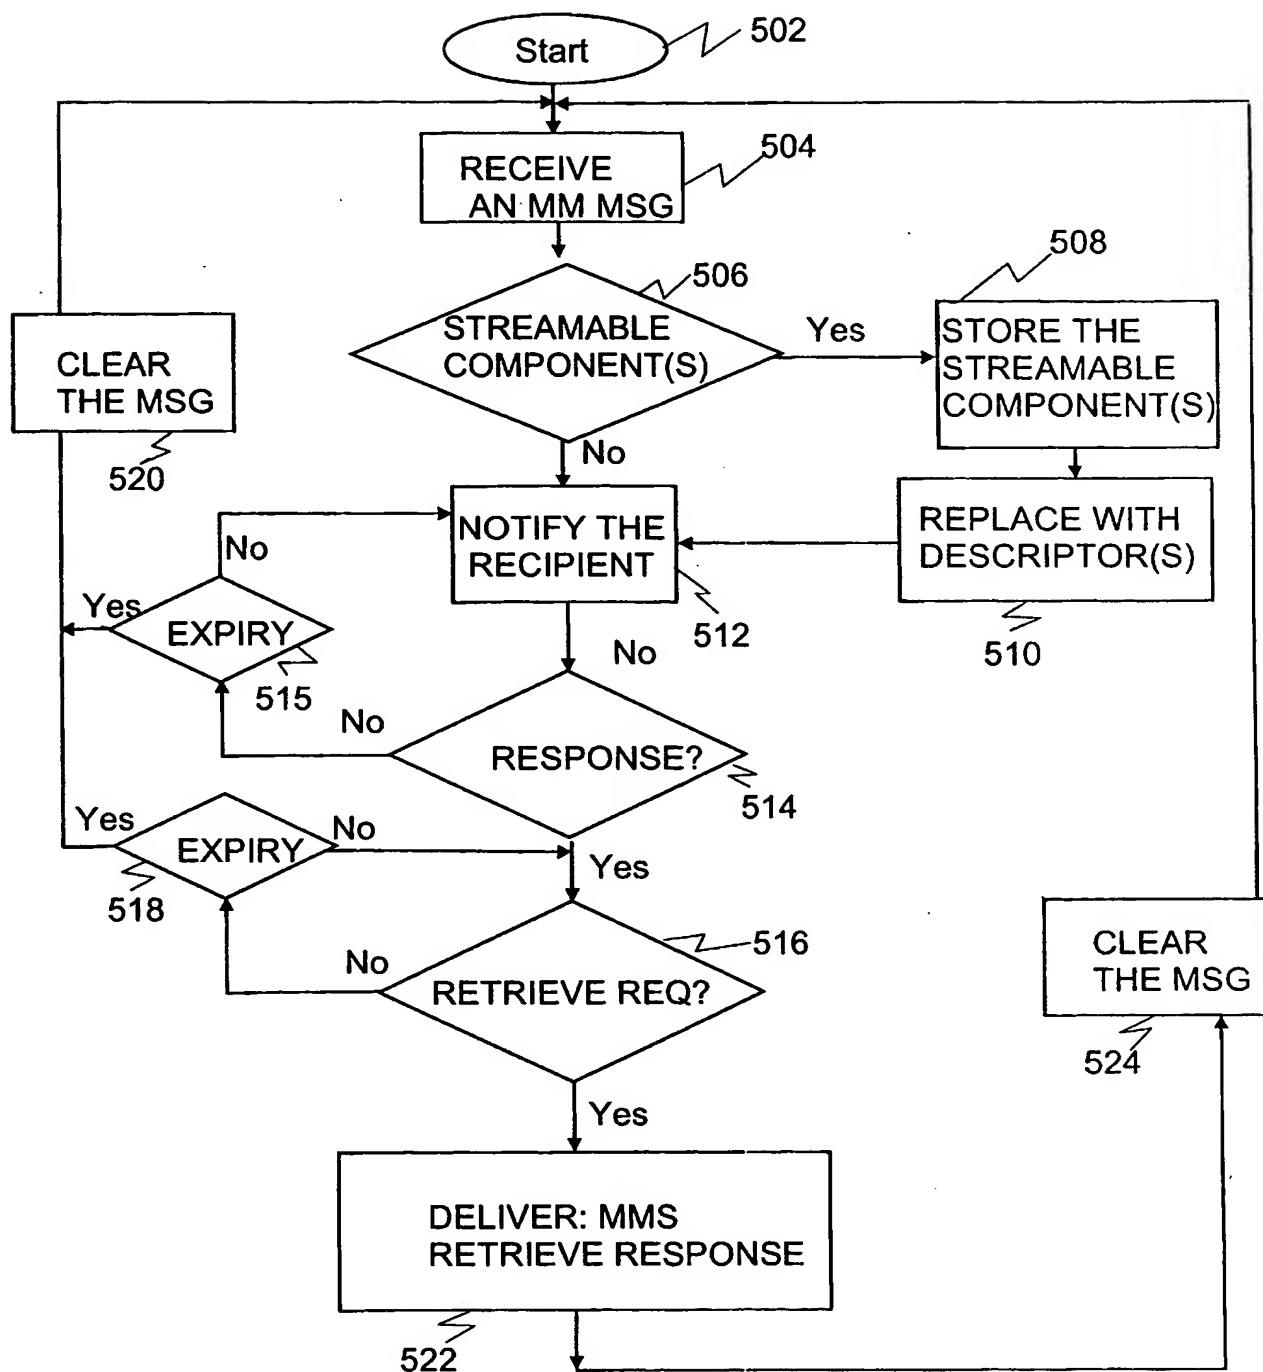 Start
502
RECEIVE
AN MM MSG
504
506
STREAMABLE
COMPONENT(S)
Yes
508
STORE THE
STREAMABLE
COMPONENT(S)
CLEAR
THE MSG
520
No
NOTIFY THE
RECIPIENT
512
REPLACE WITH
DESCRIPTOR(S)
510
No
Yes
EXPIRY
515
No
No
RESPONSE?
514
Yes
EXPIRY
518
No
Yes
516
No
RETRIEVE REQ?
CLEAR
THE MSG
524
Yes
DELIVER: MMS
RETRIEVE RESPONSE
522